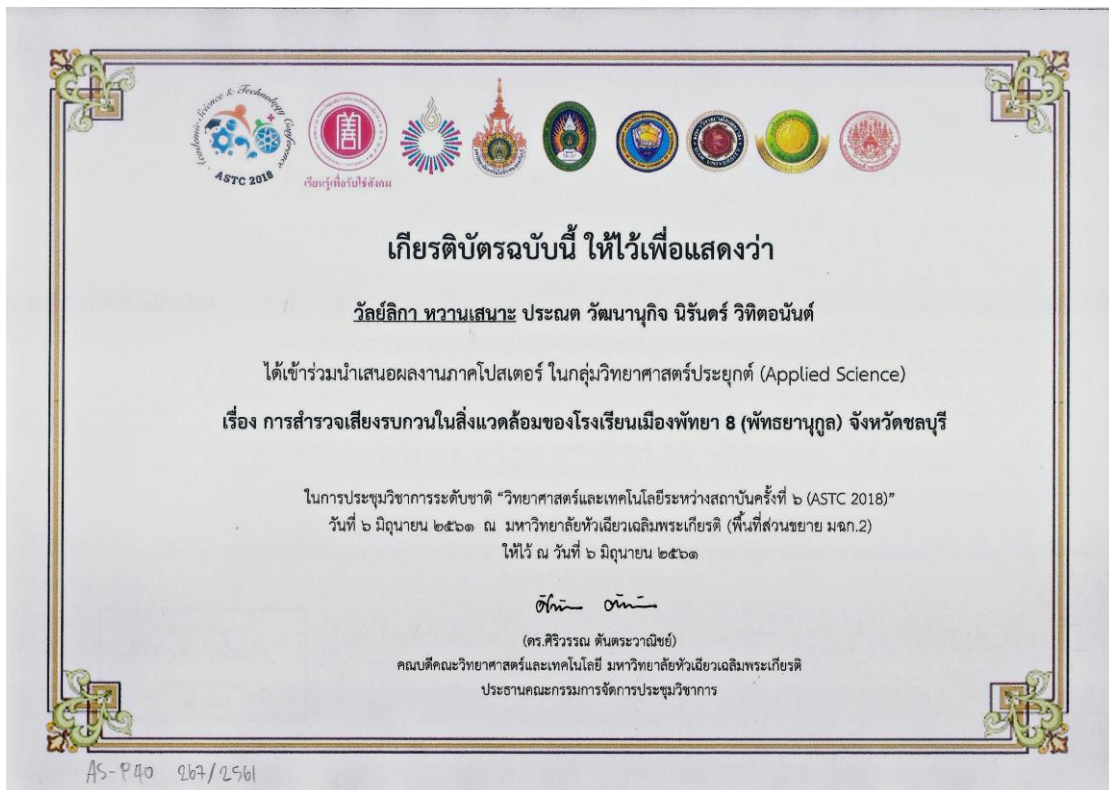 Academic Science & Technology Conference
ASTC 2018
เรียนรู้เพื่อรับใช้สังคม
เกียรติบัตรฉบับนี้ ให้ไว้เพื่อแสดงว่า
วัลย์ลิกา หวานเสนาะ ประณต วัฒนานุกิจ นิรันดร์ วิทิตอนันต์
ได้เข้าร่วมนำเสนอผลงานภาคโปสเตอร์ ในกลุ่มวิทยาศาสตร์ประยุกต์ (Applied Science)
เรื่อง การสำรวจเสียงรบกวนในสิ่งแวดล้อมของโรงเรียนเมืองพัทยา 8 (พัทธยานุกูล) จังหวัดชลบุรี
ในการประชุมวิชาการระดับชาติ “วิทยาศาสตร์และเทคโนโลยีระหว่างสถาบันครั้งที่ ๖ (ASTC 2018)”
วันที่ ๖ มิถุนายน ๒๕๖๑ ณ มหาวิทยาลัยหัวเฉียวเฉลิมพระเกียรติ (พื้นที่ส่วนขยาย มฉก.2)
ให้ไว้ ณ วันที่ ๖ มิถุนายน ๒๕๖๑
(ดร.ศิริวรรณ ตันตระวาณิชย์)
คณบดีคณะวิทยาศาสตร์และเทคโนโลยี มหาวิทยาลัยหัวเฉียวเฉลิมพระเกียรติ
ประธานคณะกรรมการจัดการประชุมวิชาการ
AS-P40 267/2561